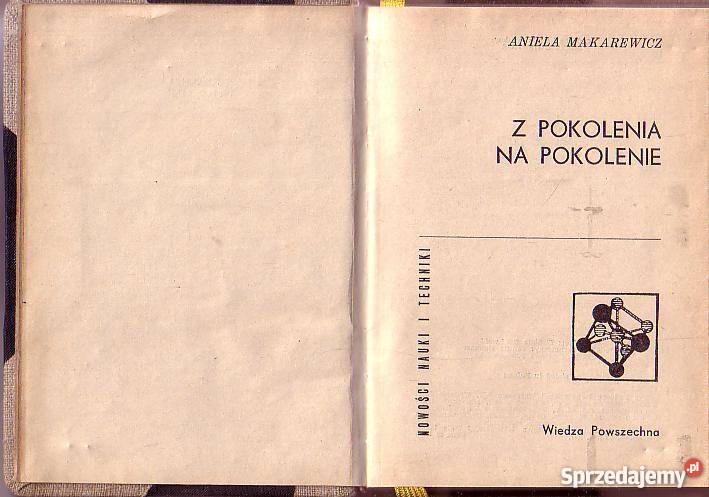 ANIELA MAKAREWICZ
Z POKOLENIA
NA POKOLENIE
NOWOŚCI NAUKI I TECHNIKI
Wiedza Powszechna
Sprzedajemy.pl